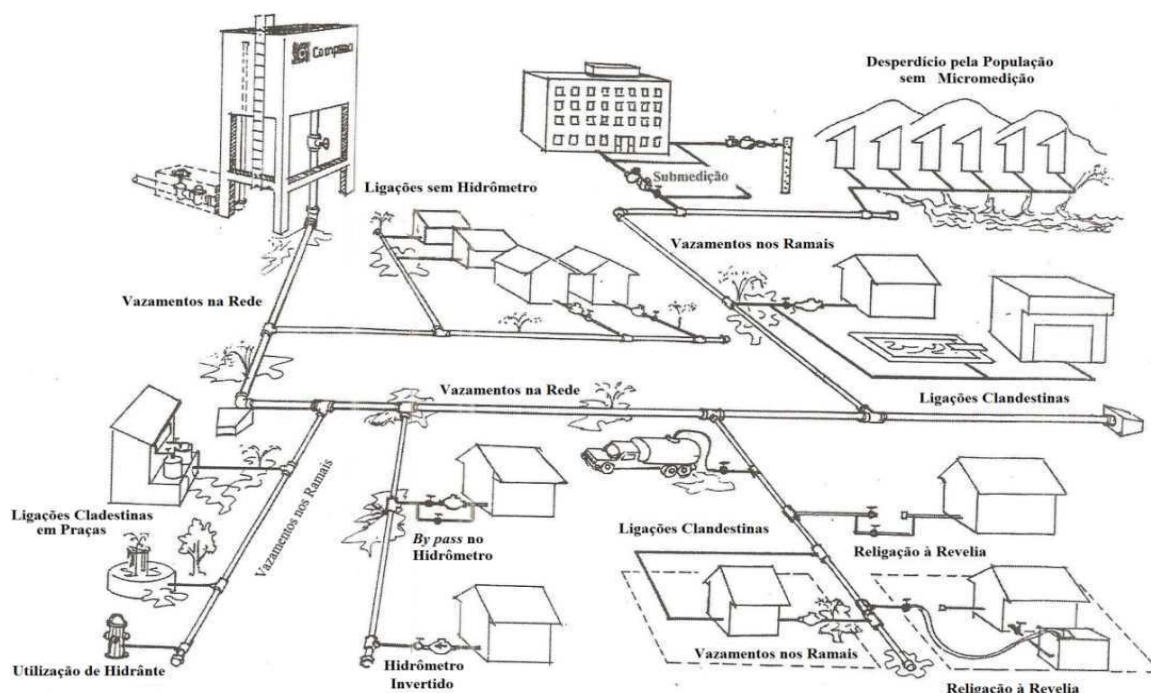 Compesa
Desperdício pela População
sem Micromedição
Ligações sem Hidrômetro
Submedição
Vazamentos nos Ramais
Vazamentos na Rede
Vazamentos na Rede
Ligações Clandestinas
Ligações Cladestinas
em Praças
Vazamentos nos Ramais
By pass no
Hidrômetro
Ligações Clandestinas
Religação à Revelia
Utilização de Hidrânte
Hidrômetro
Invertido
Vazamentos nos Ramais
Religação à Revelia